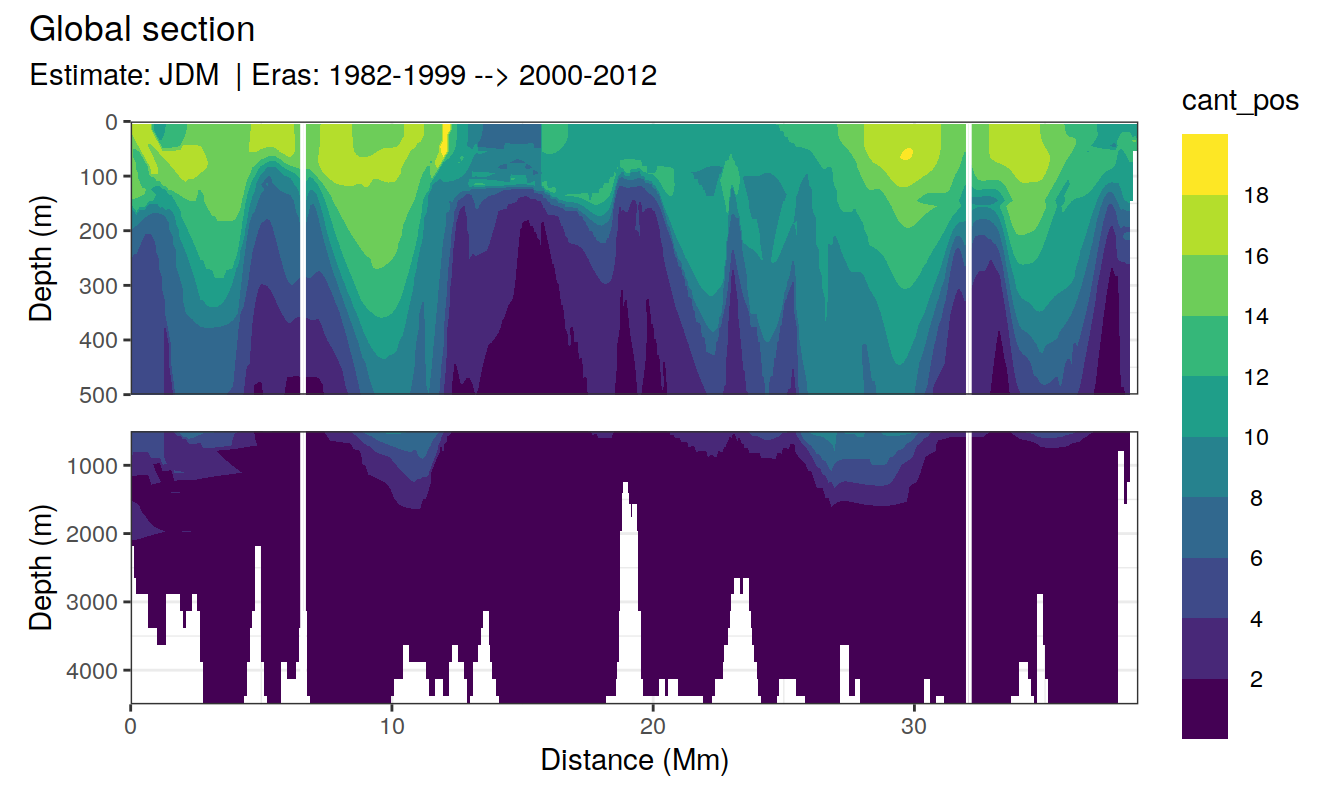 Global section
Estimate: JDM | Eras: 1982-1999 --> 2000-2012
cant_pos
18
16
14
12
10
8
6
4
2
Depth (m)
0
100
200
300
400
500
Depth (m)
1000
2000
3000
4000
0 10 20 30
Distance (Mm)